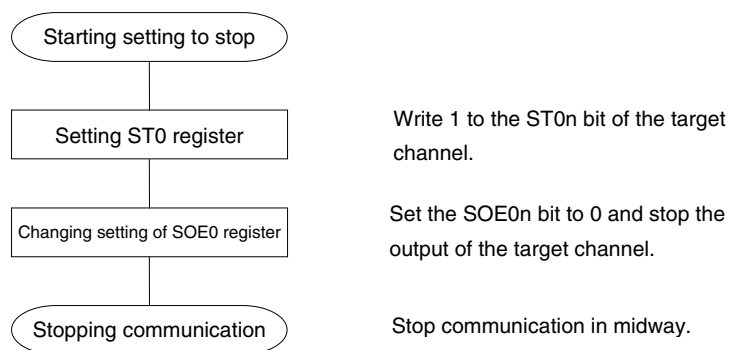 Starting setting to stop
Setting ST0 register
Write 1 to the ST0n bit of the target
channel.
Changing setting of SOE0 register
Set the SOE0n bit to 0 and stop the
output of the target channel.
Stopping communication
Stop communication in midway.